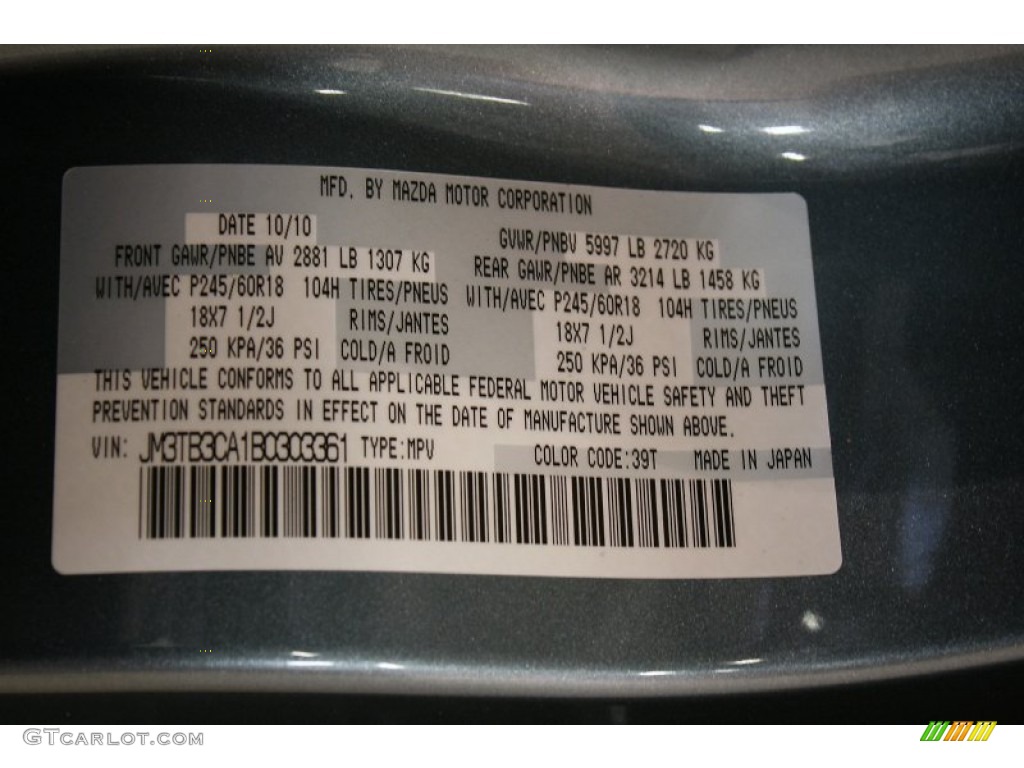 MFD. BY MAZDA MOTOR CORPORATION
DATE 10/10 GVWR/PNBV 5997 LB 2720 KG
FRONT GAWR/PNBE AV 2881 LB 1307 KG REAR GAWR/PNBE AR 3214 LB 1458 KG
WITH/AVEC P245/60R18 104H TIRES/PNEUS WITH/AVEC P245/60R18 104H TIRES/PNEUS
18X7 1/2J RIMS/JANTES 18X7 1/2J RIMS/JANTES
250 KPA/36 PSI COLD/A FROID 250 KPA/36 PSI COLD/A FROID
THIS VEHICLE CONFORMS TO ALL APPLICABLE FEDERAL MOTOR VEHICLE SAFETY AND THEFT
PREVENTION STANDARDS IN EFFECT ON THE DATE OF MANUFACTURE SHOWN ABOVE.
VIN: JM3TB3CA1B0303361 TYPE:MPV COLOR CODE:39T MADE IN JAPAN
GTCARLOT.COM